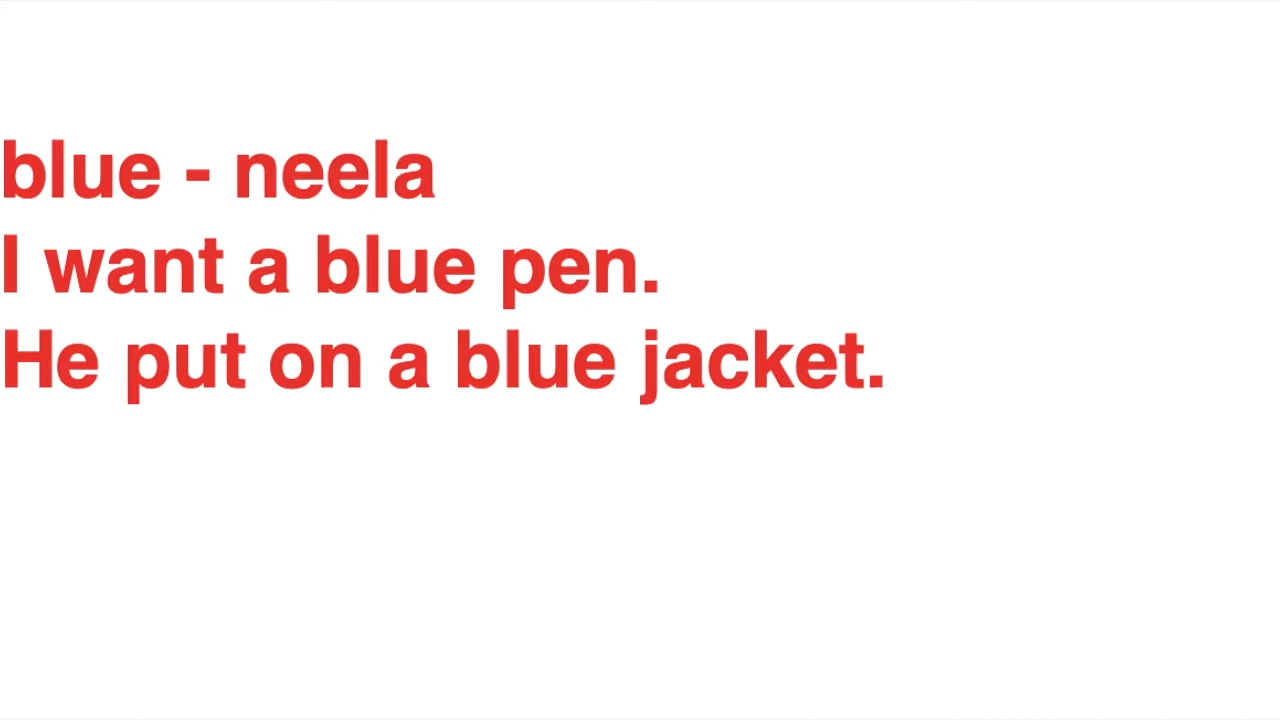 blue - neela
I want a blue pen.
He put on a blue jacket.